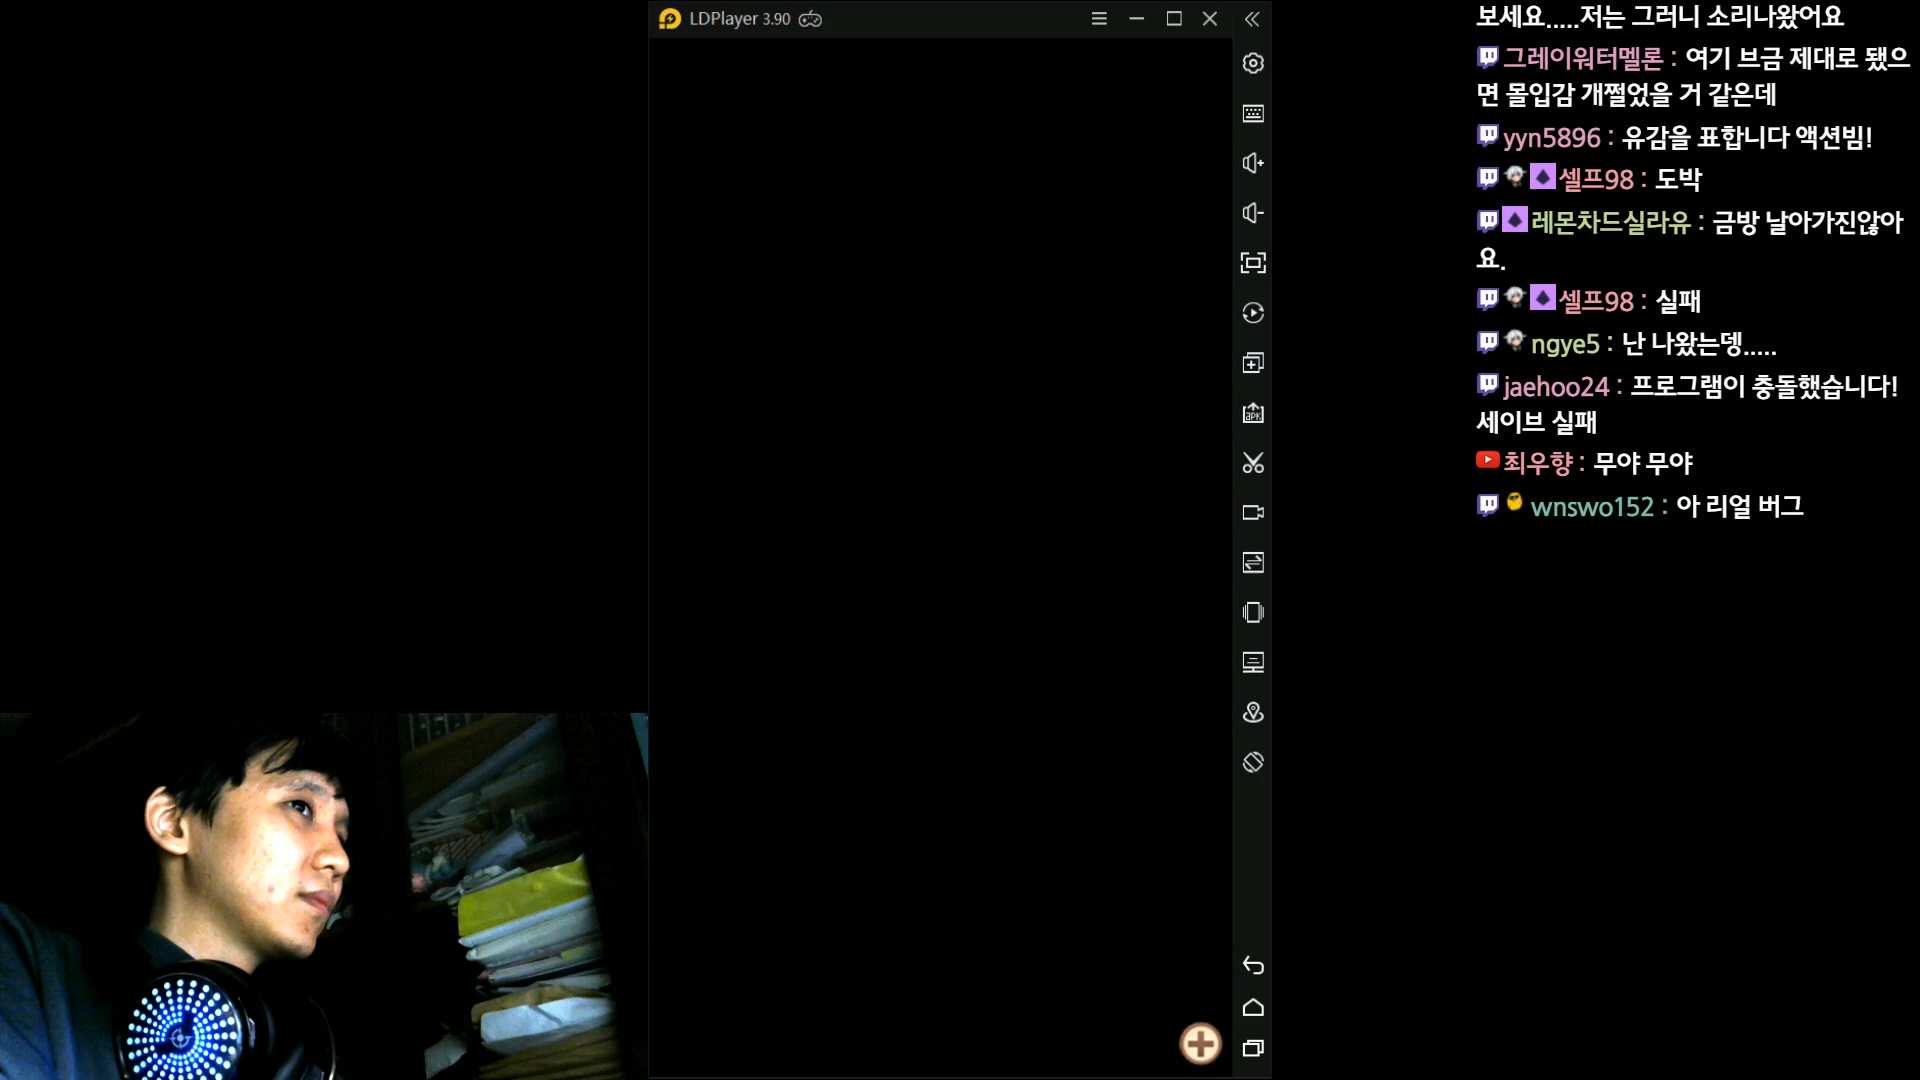 LDPlayer 3.90
APK
보세요.....저는 그러니 소리나왔어요
그레이워터멜론 : 여기 브금 제대로 됐으
면 몰입감 개쩔었을 거 같은데
yyn5896 : 유감을 표합니다 액션빔!
셀프98 : 도박
레몬차드실라유 : 금방 날아가진않아
요.
셀프98 : 실패
ngye5 : 난 나왔는뎅.....
jaehoo24 : 프로그램이 충돌했습니다!
세이브 실패
최우향 : 무야 무야
wnswo152 : 아 리얼 버그